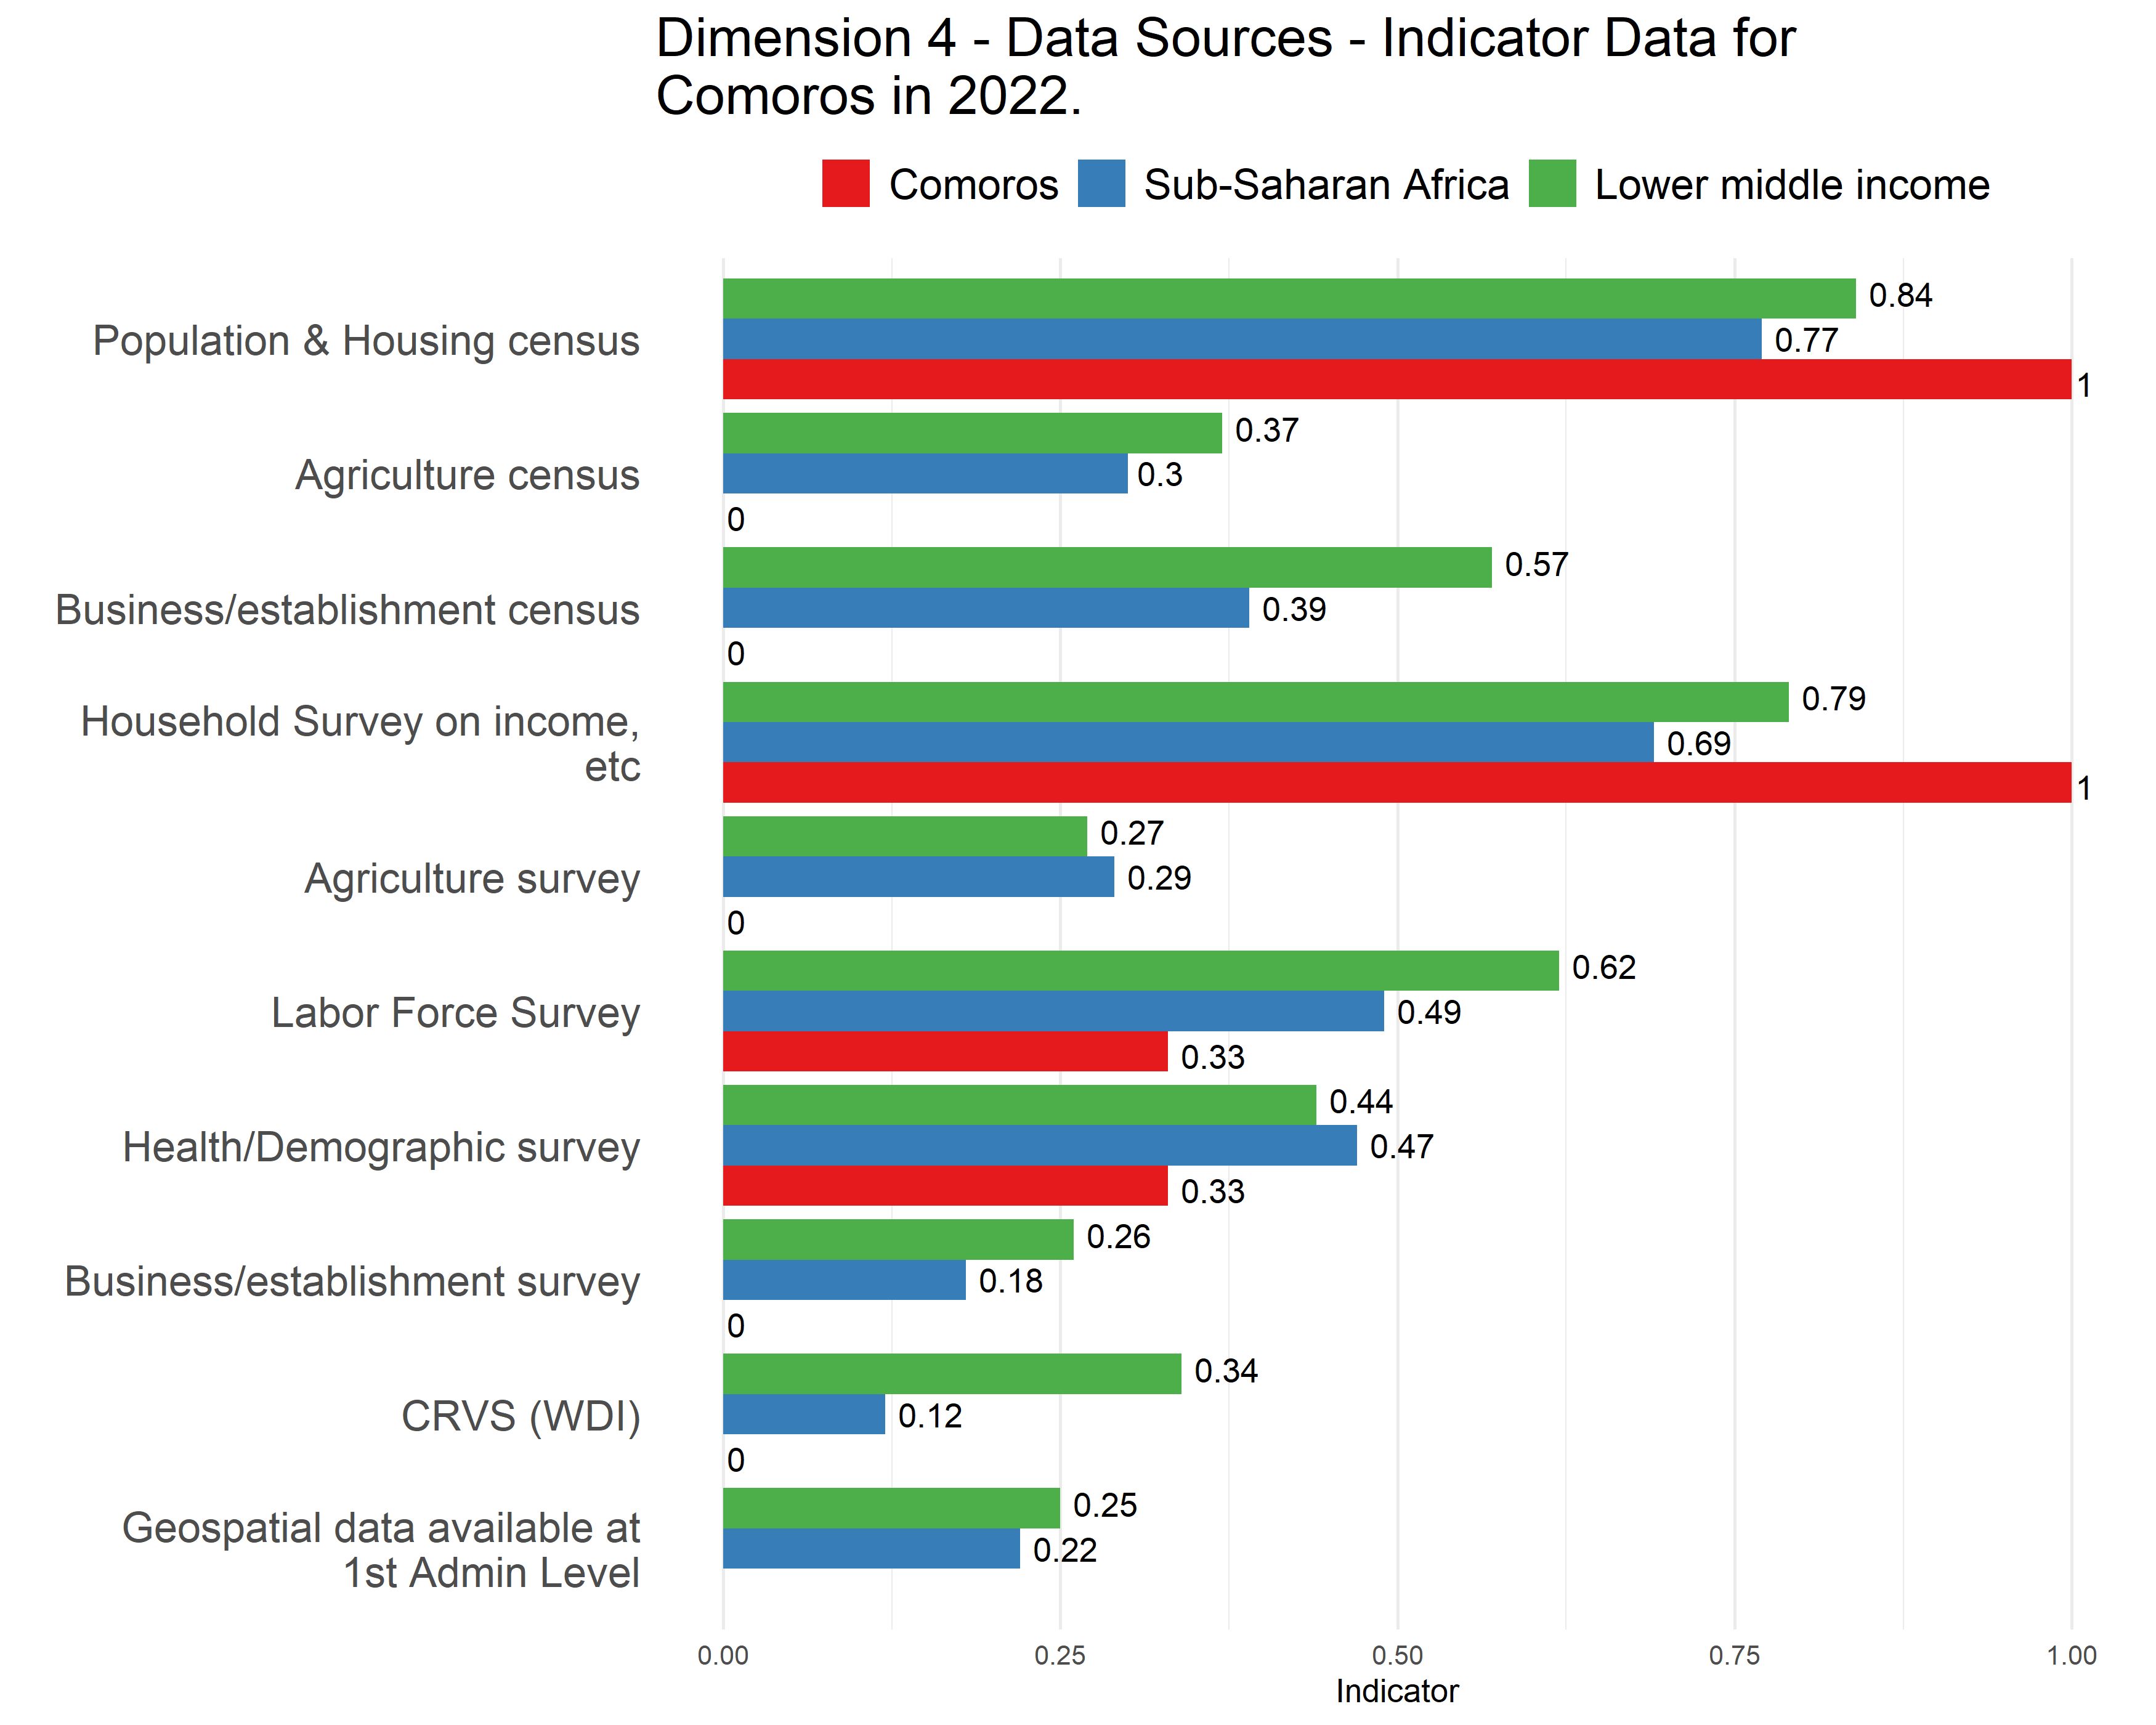 Dimension 4 - Data Sources - Indicator Data for
Comoros in 2022.
Comoros Sub-Saharan Africa Lower middle income
Population & Housing census
0.84
0.77
1
Agriculture census
0.37
0.3
0
Business/establishment census
0.57
0.39
0
Household Survey on income,
etc
0.79
0.69
1
Agriculture survey
0.27
0.29
0
Labor Force Survey
0.62
0.49
0.33
Health/Demographic survey
0.44
0.47
0.33
Business/establishment survey
0.26
0.18
0
CRVS (WDI)
0.34
0.12
0
Geospatial data available at
1st Admin Level
0.25
0.22
0.00 0.25 0.50 0.75 1.00
Indicator